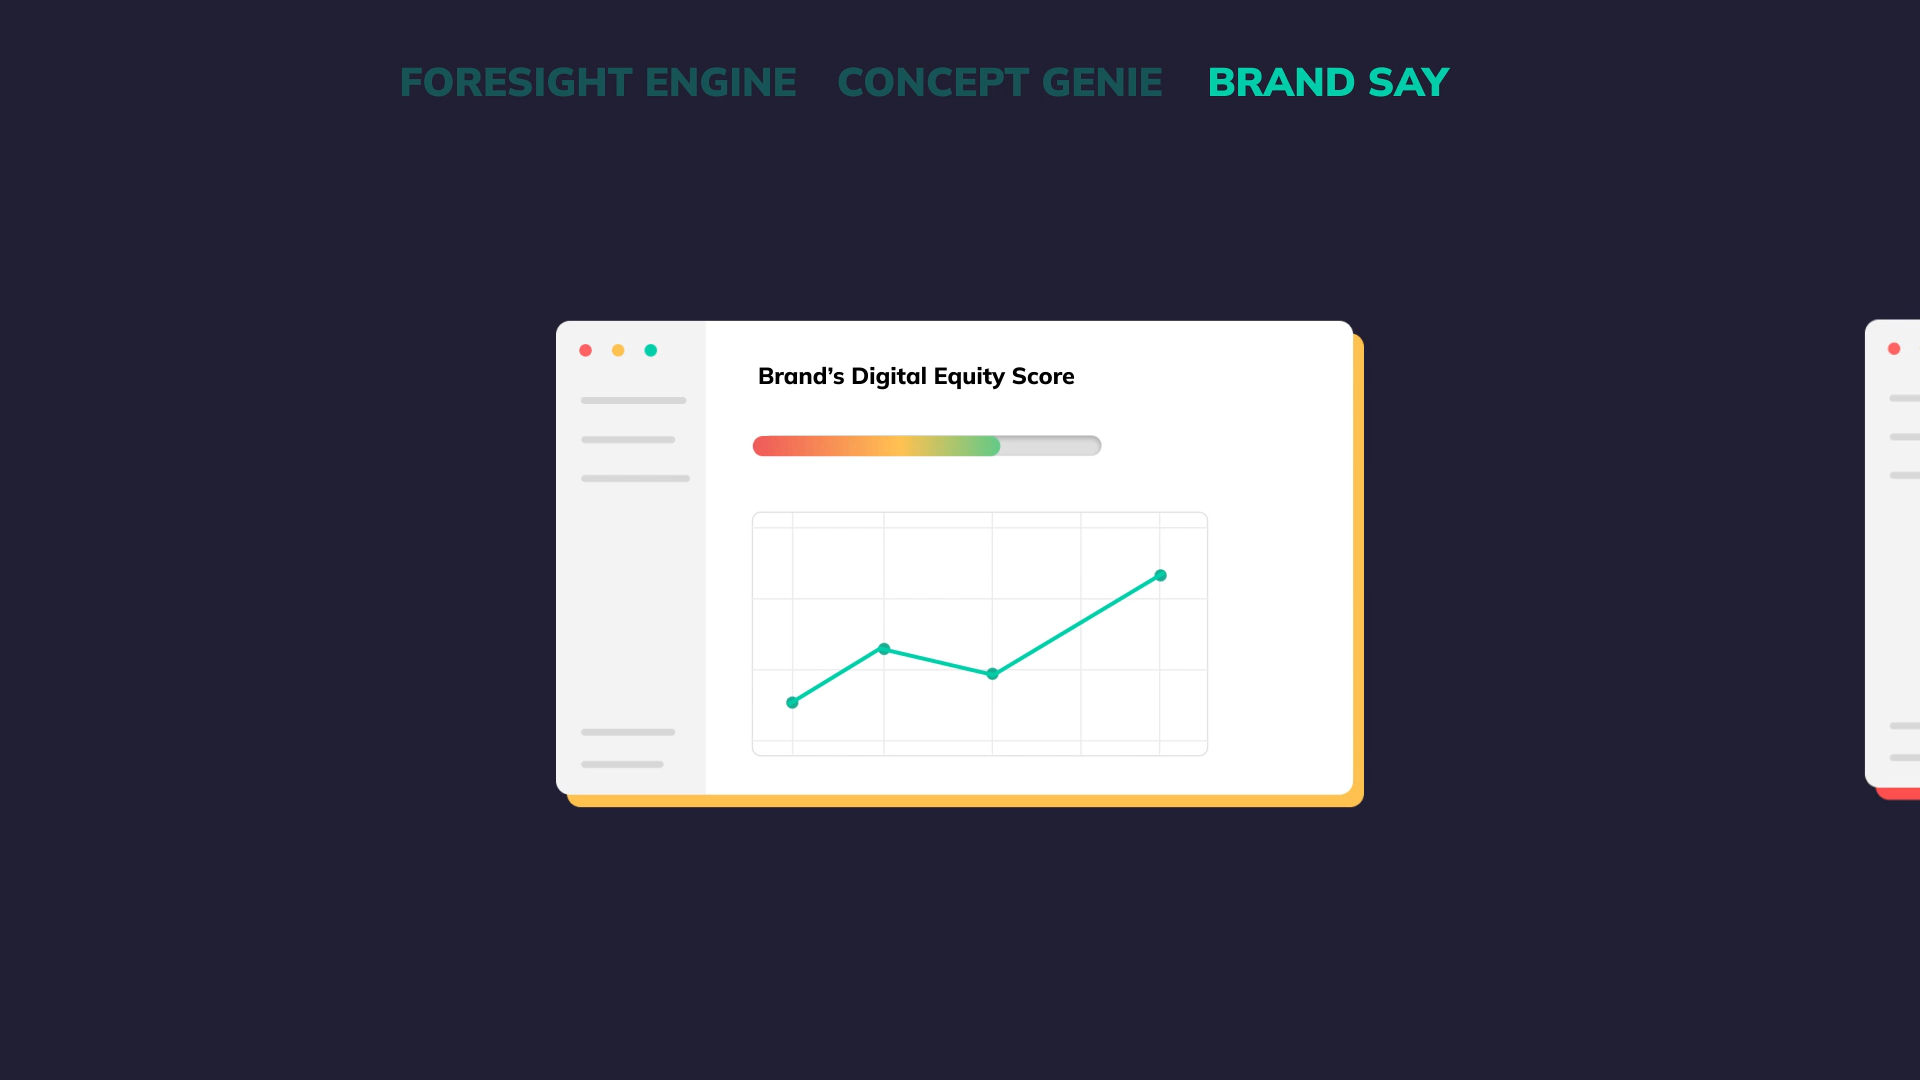 FORESIGHT ENGINE CONCEPT GENIE BRAND SAY
Brand’s Digital Equity Score